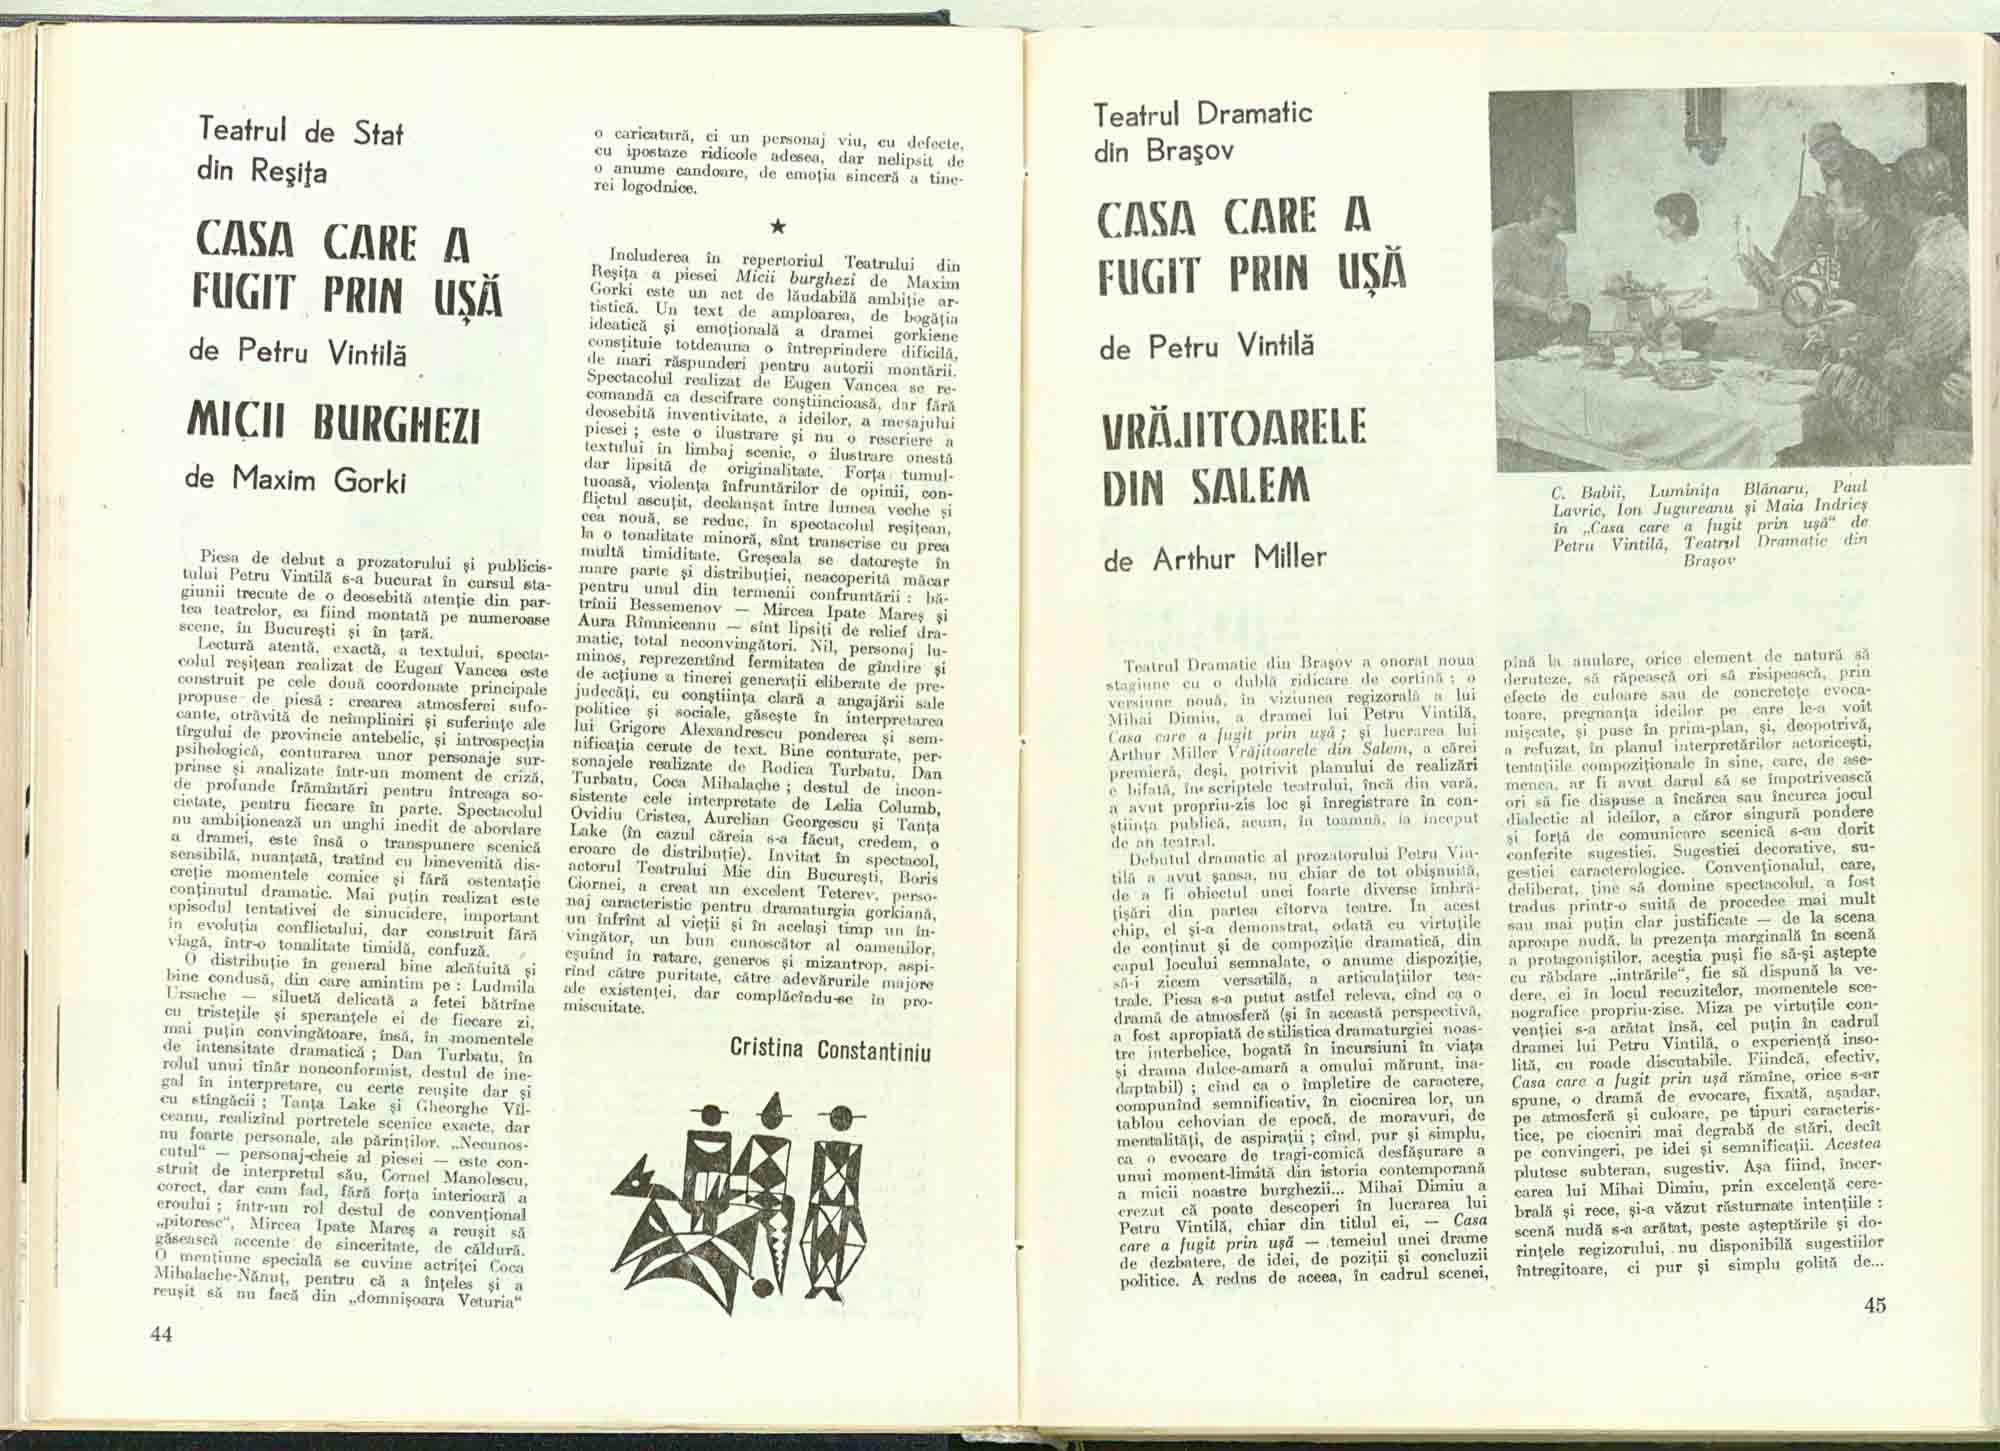 Teatrul de Stat
din Reşiţa
CASA CARE A
FUGIT PRIN UŞĂ
de Petru Vintilă
MICII BURGHEZI
de Maxim Gorki
Piesa de debut a prozatorului şi publicis-
tului Petru Vintilă s-a bucurat în cursul sta-
giunii trecute de o deosebită atenţie din par-
tea teatrelor, ea fiind montată pe numeroase
scene, în Bucureşti şi în ţară.
Lectură atentă, exactă, a textului, specta-
colul reşiţean realizat de Eugen Vancea este
construit pe cele două coordonate principale
propuse de piesă : crearea atmosferei sufo-
cante, otrăvită de neîmpliniri şi suferinţe ale
tîrgului de provincie antebelic, şi introspecţia
psihologică, conturarea unor personaje sur-
prinse şi analizate într-un moment de criză,
de profunde frămîntări pentru întreaga so-
cietate, pentru fiecare în parte. Spectacolul
nu ambiţionează un unghi inedit de abordare
a dramei, este însă o transpunere scenică
sensibilă, nuanţată, tratînd cu binevenită dis-
creţie momentele comice şi fără ostentaţie
conţinutul dramatic. Mai puţin realizat este
episodul tentativei de sinucidere, important
în evoluţia conflictului, dar construit fără
vlagă, într-o tonalitate timidă, confuză.
O distribuţie în general bine alcătuită şi
bine condusă, din care amintim pe : Ludmila
Ursache — siluetă delicată a fetei bătrîne
cu tristeţile şi speranţele ei de fiecare zi,
mai puţin convingătoare, însă, în momentele
de intensitate dramatică ; Dan Turbatu, în
rolul unui tînăr nonconformist, destul de ine-
gal în interpretare, cu certe reuşite dar şi
cu stîngăcii ; Tanţa Lake şi Gheorghe Vîl-
ceanu, realizînd portretele scenice exacte, dar
nu foarte personale, ale părinţilor. „Necunos-
cutul“ — personaj-cheie al piesei — este con-
struit de interpretul său, Cornel Manolescu,
corect, dar cam fad, fără forţa interioară a
eroului ; într-un rol destul de convenţional
„pitoresc“, Mircea Ipate Mareş a reuşit să
găsească accente de sinceritate, de căldură.
O menţiune specială se cuvine actriţei Coca
Mihalache-Nănuţ, pentru că a înţeles şi a
reuşit să nu facă din „domnişoara Veturia“
44
o caricatură, ci un personaj viu, cu defecte,
cu ipostaze ridicole adesea, dar nelipsit de
o anume candoare, de emoţia sinceră a tine-
rei logodnice.
★
Includerea în repertoriul Teatrului din
Reşiţa a piesei Micii burghezi de Maxim
Gorki este un act de lăudabilă ambiţie ar-
tistică. Un text de amploarea, de bogăţia
ideatică şi emoţională a dramei gorkiene
constituie totdeauna o întreprindere dificilă,
de mari răspunderi pentru autorii montării.
Spectacolul realizat de Eugen Vancea se re-
comandă ca descifrare conştiincioasă, dar fără
deosebită inventivitate, a ideilor, a mesajului
piesei ; este o ilustrare şi nu o rescriere a
textului în limbaj scenic, o ilustrare onestă
dar lipsită de originalitate. Forţa tumul-
tuoasă, violenţa înfruntărilor de opinii, con-
flictul ascuţit, declanşat între lumea veche şi
cea nouă, se reduc, în spectacolul reşiţean,
la o tonalitate minoră, sînt transcrise cu prea
multă timiditate. Greşeala se datoreşte în
mare parte şi distribuţiei, neacoperită măcar
pentru unul din termenii confruntării : bă-
trînii Bessemenov — Mircea Ipate Mareş şi
Aura Rîmniceanu — sînt lipsiţi de relief dra-
matic, total neconvingători. Nil, personaj lu-
minos, reprezentînd fermitatea de gîndire şi
de acţiune a tinerei generaţii eliberate de pre-
judecăţi, cu conştiinţa clară a angajării sale
politice şi sociale, găseşte în interpretarea
lui Grigore Alexandrescu ponderea şi sem-
nificaţia cerute de text. Bine conturate, per-
sonajele realizate de Rodica Turbatu, Dan
Turbatu, Coca Mihalache ; destul de incon-
sistente cele interpretate de Lelia Columb,
Ovidiu Cristea, Aurelian Georgescu şi Tanţa
Lake (în cazul căreia s-a făcut, credem, o
eroare de distribuţie). Invitat în spectacol,
actorul Teatrului Mic din Bucureşti, Boris
Ciornei, a creat un excelent Teterev, perso-
naj caracteristic pentru dramaturgia gorkiană,
un înfrînt al vieţii şi în acelaşi timp un în-
vingător, un bun cunoscător al oamenilor,
eşuînd în ratare, generos şi mizantrop, aspi-
rînd către puritate, către adevărurile majore
ale existenţei, dar complăcîndu-se în pro-
miscuitate.
Cristina Constantiniu
Teatrul Dramatic
din Braşov
CASA CARE A
FUGIT PRIN UŞĂ
de Petru Vintilă
VRĂJITOARELE
DIN SALEM
de Arthur Miller
C. Babii, Luminiţa Blănaru, Paul
Lavric, Ion Jugureanu şi Maia Indrieş
în „Casa care a fugit prin uşă“ de
Petru Vintilă, Teatrul Dramatic din
Braşov
Teatrul Dramatic din Braşov a onorat noua
stagiune cu o dublă ridicare de cortină : o
versiune nouă, în viziunea regizorală a lui
Mihai Dimiu, a dramei lui Petru Vintilă,
Casa care a fugit prin uşă ; şi lucrarea lui
Arthur Miller Vrăjitoarele din Salem, a cărei
premieră, deşi, potrivit planului de realizări
e bifată, în scriptele teatrului, încă din vară,
a avut propriu-zis loc şi înregistrare în con-
ştiinţa publică, acum, în toamnă, la început
de an teatral.
Debutul dramatic al prozatorului Petru Vin-
tilă a avut şansa, nu chiar de tot obişnuită,
de a fi obiectul unei foarte diverse îmbră-
ţişări din partea cîtorva teatre. In acest
chip, el şi-a demonstrat, odată cu virtuţile
de conţinut şi de compoziţie dramatică, din
capul locului semnalate, o anume dispoziţie,
să-i zicem versatilă, a articulaţiilor tea-
trale. Piesa s-a putut astfel releva, cînd ca o
dramă de atmosferă (şi în această perspectivă,
a fost apropiată de stilistica dramaturgiei noas-
tre interbelice, bogată în incursiuni în viaţa
şi drama dulce-amară a omului mărunt, ina-
daptabil) ; cînd ca o împletire de caractere,
compunînd semnificativ, în ciocnirea lor, un
tablou cehovian de epocă, de moravuri, de
mentalităţi, de aspiraţii ; cînd, pur şi simplu,
ca o evocare de tragi-comică desfăşurare a
unui moment-limită din istoria contemporană
a micii noastre burghezii... Mihai Dimiu a
crezut că poate descoperi în lucrarea lui
Petru Vintilă, chiar din titlul ei, — Casa
care a fugit prin uşă — temeiul unei drame
de dezbatere, de idei, de poziţii şi concluzii
politice. A redus de aceea, în cadrul scenei,
pînă la anulare, orice element de natură să
deruteze, să răpească ori să risipească, prin
efecte de culoare sau de concreteţe evoca-
toare, pregnanţa ideilor pe care le-a voit
mişcate, şi puse în prim-plan, şi, deopotrivă,
a refuzat, în planul interpretărilor actoriceşti,
tentaţiile compoziţionale în sine, care, de ase-
menea, ar fi avut darul să se împotrivească
ori să fie dispuse a încărca sau încurca jocul
dialectic al ideilor, a căror singură pondere
şi forţă de comunicare scenică s-au dorit
conferite sugestiei. Sugestiei decorative, su-
gestiei caracterologice. Convenţionalul, care,
deliberat, ţine să domine spectacolul, a fost
tradus printr-o suită de procedee mai mult
sau mai puţin clar justificate — de la scena
aproape nudă, la prezenţa marginală în scenă
a protagoniştilor, aceştia puşi fie să-şi aştepte
cu răbdare „intrările“, fie să dispună la ve-
dere, ei în locul recuzitelor, momentele sce-
nografice propriu-zise. Miza pe virtuţile con-
venţiei s-a arătat însă, cel puţin în cadrul
dramei lui Petru Vintilă, o experienţă inso-
lită, cu roade discutabile. Fiindcă, efectiv,
Casa care a fugit prin uşă rămîne, orice s-ar
spune, o dramă de evocare, fixată, aşadar,
pe atmosferă şi culoare, pe tipuri caracteris-
tice, pe ciocniri mai degrabă de stări, decît
pe convingeri, pe idei şi semnificaţii. Acestea
plutesc subteran, sugestiv. Aşa fiind, încer-
carea lui Mihai Dimiu, prin excelenţă cere-
brală şi rece, şi-a văzut răsturnate intenţiile :
scenă nudă s-a arătat, peste aşteptările şi do-
rinţele regizorului, nu disponibilă sugestiilor
întregitoare, ci pur şi simplu golită de...
45